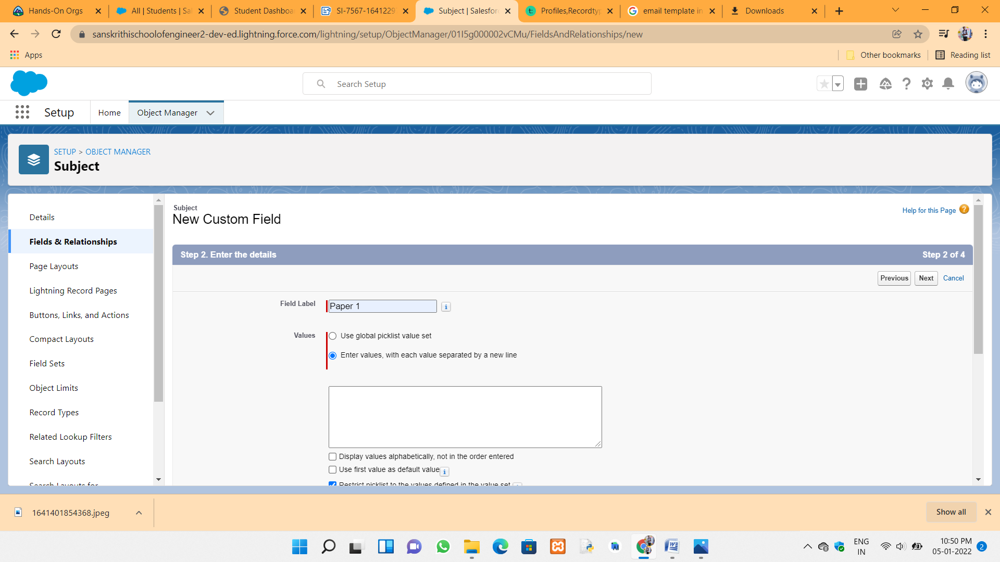 Hands-On Orgs
All | Students | Sa
Student Dashboa
SI-7567-1641229
Subject | Salesfor
Profiles,Recordtyp
email template in
Downloads
sanskrithischoolofengineer2-dev-ed.lightning.force.com/lightning/setup/ObjectManager/01I5g000002vCMu/FieldsAndRelationships/new
Apps
Other bookmarks
Reading list
Search Setup
Setup
Home
Object Manager
SETUP > OBJECT MANAGER
Subject
Details
Fields & Relationships
Page Layouts
Lightning Record Pages
Buttons, Links, and Actions
Compact Layouts
Field Sets
Object Limits
Record Types
Related Lookup Filters
Search Layouts
Search Layouts for
Subject
New Custom Field
Help for this Page
Step 2. Enter the details
Step 2 of 4
Previous
Next
Cancel
Field Label
Paper 1
Values
Use global picklist value set
Enter values, with each value separated by a new line
Display values alphabetically, not in the order entered
Use first value as default value
Restrict picklist to the values defined in the value set
1641401854368.jpeg
Show all
ENG
IN
10:50 PM
05-01-2022
2